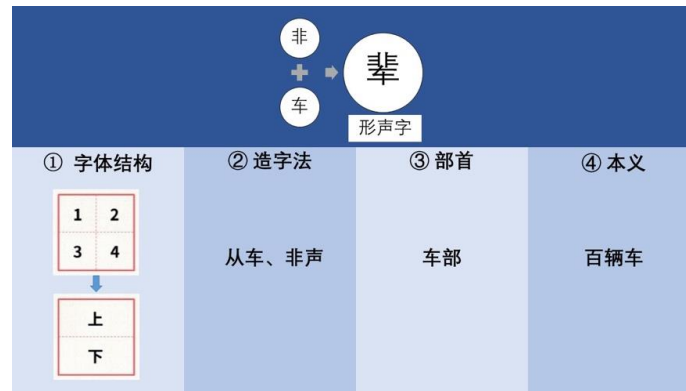 非
车
辈
形声字
① 字体结构
② 造字法
③ 部首
④ 本义
1 2
3 4
上
下
从车、非声
车部
百辆车